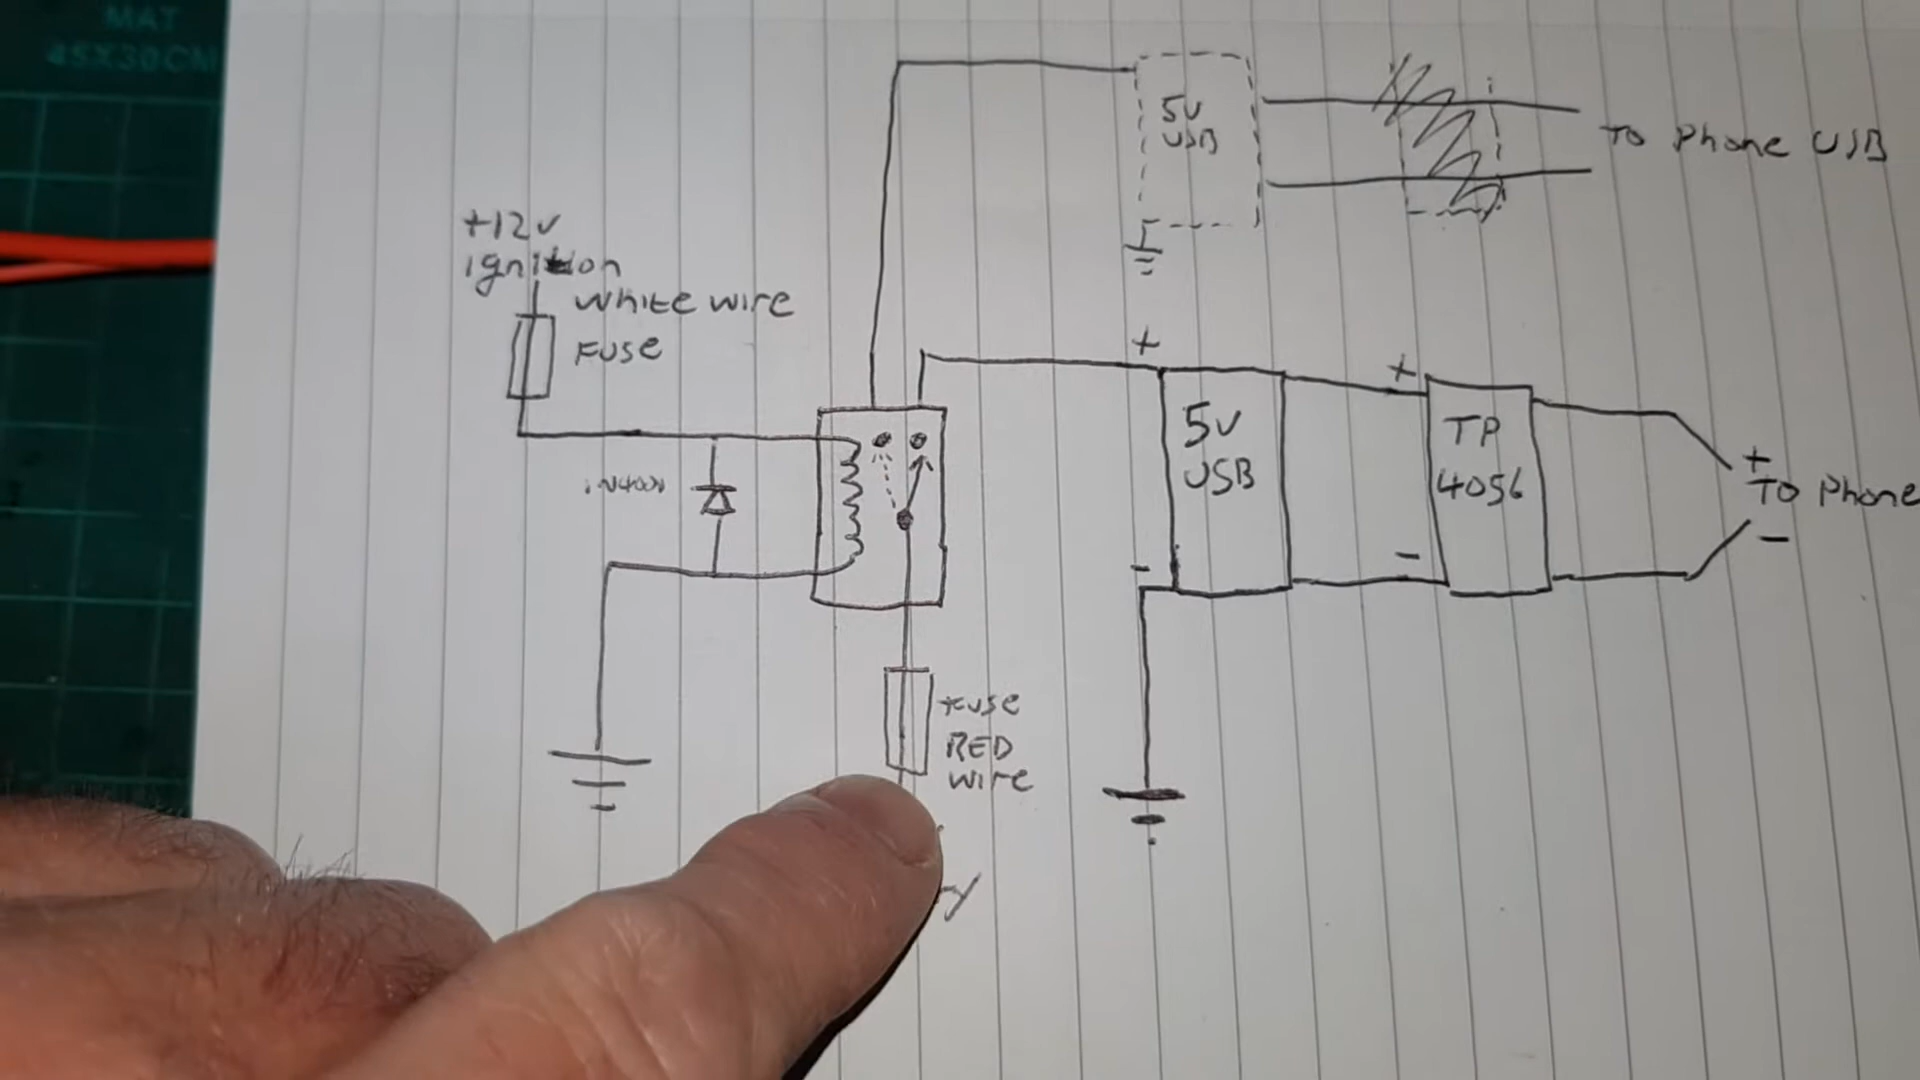 MAT
45X30CM
5V
USB
TO Phone USB
+12v
ignition
White wire
Fuse
+
+
5V
USB
TP
4056
+
TO Phone
-
-
-
Fuse
RED
wire